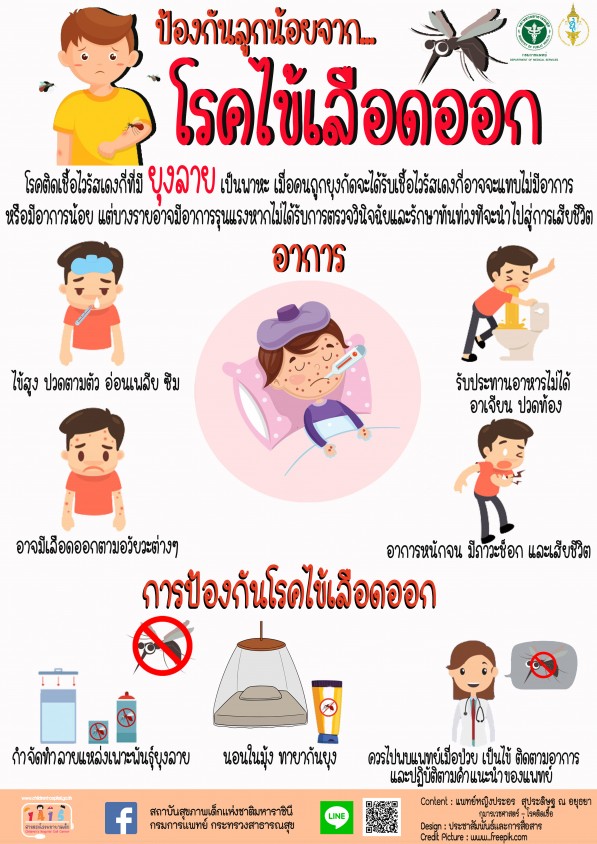 ป้องกันลูกน้อยจาก...
โรคไข้เลือดออก
กรมการแพทย์
DEPARTMENT OF MEDICAL SERVICES
โรคติดเชื้อไวรัสเดงกี่ที่มี ยุงลาย เป็นพาหะ เมื่อคนถูกยุงกัดจะได้รับเชื้อไวรัสเดงกี่อาจจะแทบไม่มีอาการ
หรือมีอาการน้อย แต่บางรายอาจมีอาการรุนแรงหากไม่ได้รับการตรวจวินิจฉัยและรักษาทันท่วงทีจะนำไปสู่การเสียชีวิต
อาการ
ไข้สูง ปวดตามตัว อ่อนเพลีย ซึม
รับประทานอาหารไม่ได้
อาเจียน ปวดท้อง
อาจมีเลือดออกตามอวัยวะต่างๆ
อาการหนักจน มีภาวะช็อก และเสียชีวิต
การป้องกันโรคไข้เลือดออก
กำจัดทำลายแหล่งเพาะพันธุ์ยุงลาย
นอนในมุ้ง ทายากันยุง
ควรไปพบแพทย์เมื่อป่วย เป็นไข้ ติดตามอาการ
และปฏิบัติตามคำแนะนำของแพทย์
สถาบันสุขภาพเด็กแห่งชาติมหาราชินี
กรมการแพทย์ กระทรวงสาธารณสุข
LINE
Content : แพทย์หญิงประอร สุประดิษฐ ณ อยุธยา
กุมารเวชศาสตร์ - โรคติดเชื้อ
Design : ประชาสัมพันธ์และการสื่อสาร
Credit Picture : www.freepik.com